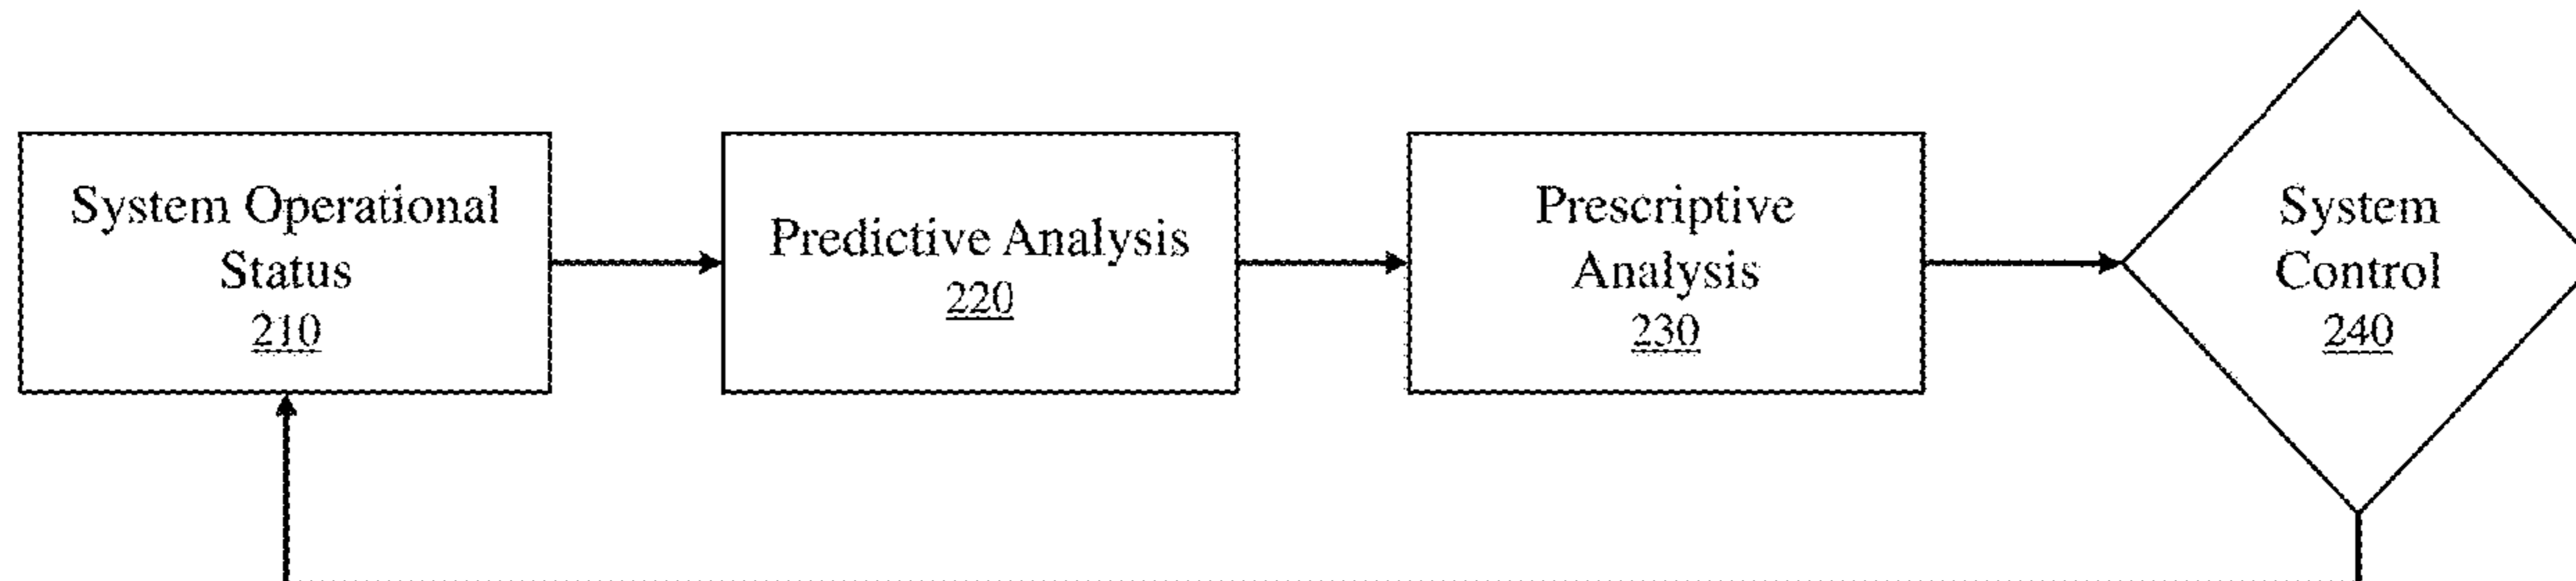 System Operational
Status
210
Predictive Analysis
220
Prescriptive
Analysis
230
System
Control
240